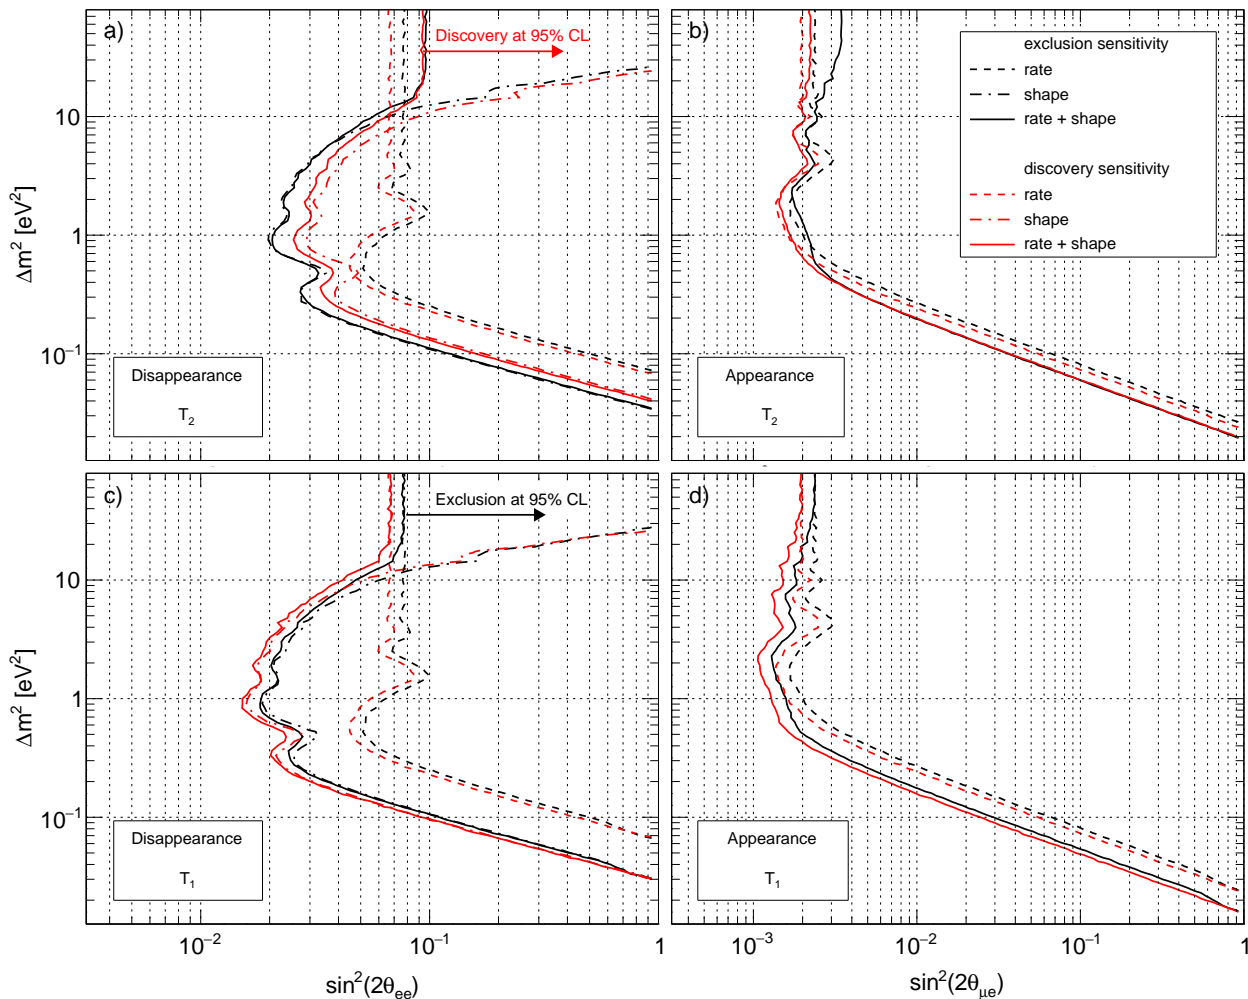 a)
Discovery at 95% CL
Disappearance
T₂
b)
exclusion sensitivity
rate
shape
rate + shape
discovery sensitivity
rate
shape
rate + shape
Appearance
T₂
10
1
10⁻¹
Δm² [eV²]
c)
Exclusion at 95% CL
Disappearance
T₁
d)
Appearance
T₁
10
1
10⁻¹
Δm² [eV²]
10⁻² 10⁻¹ 1
sin²(2θₑₑ)
10⁻³ 10⁻² 10⁻¹ 1
sin²(2θ_μe)